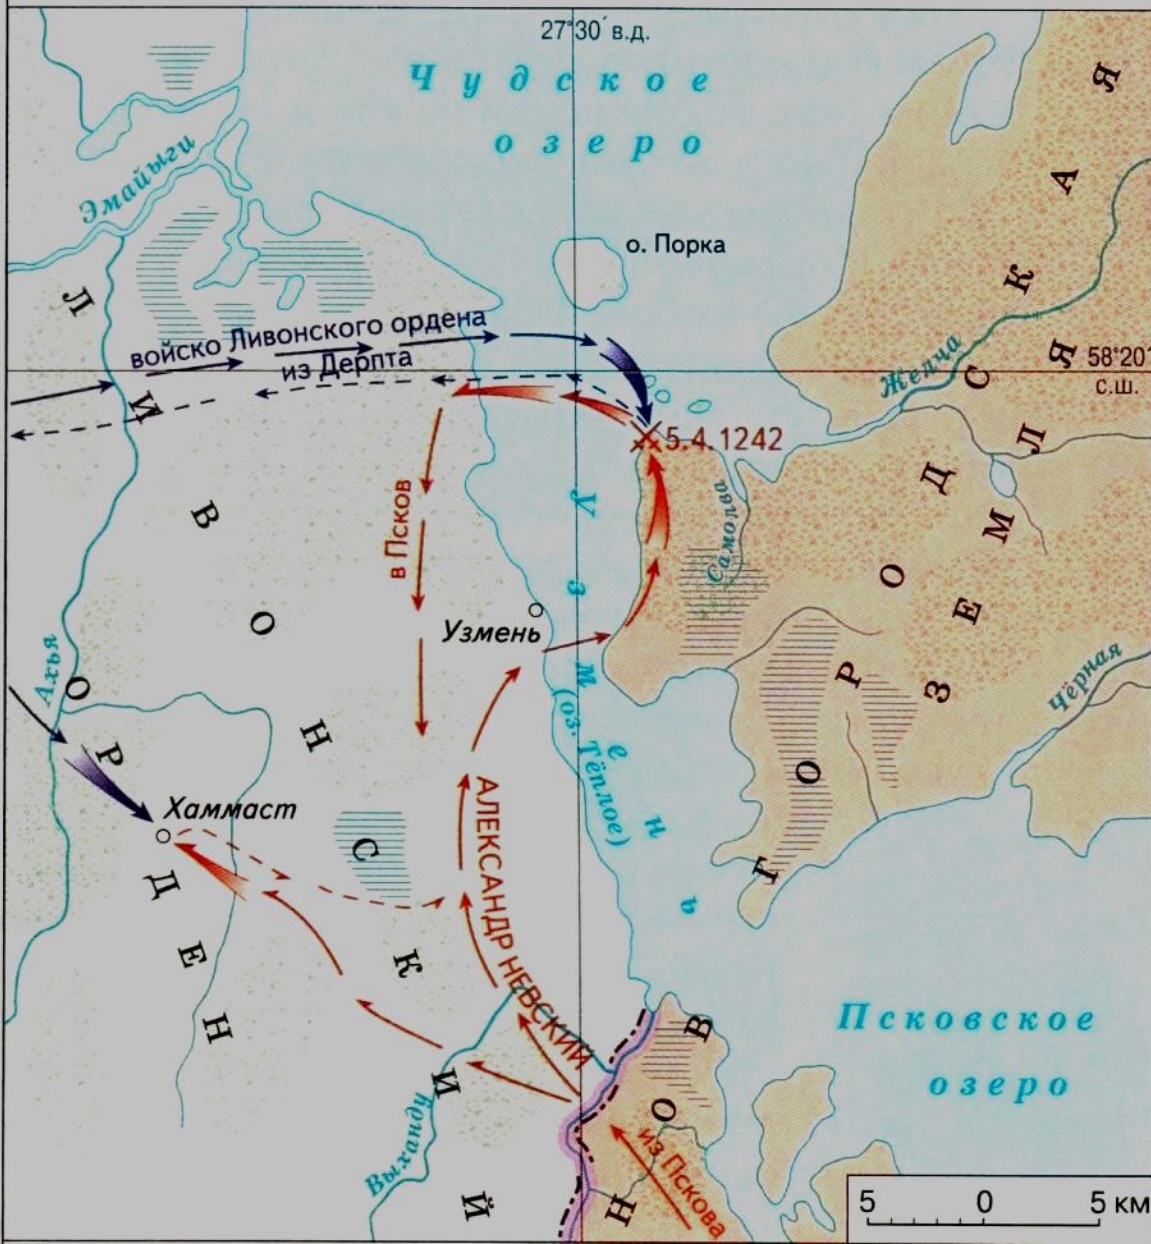 27°30′ в.д.
Чудское
озеро
Эмайыги
о. Порка
войско Ливонского ордена
из Дерпта
58°20′
с.ш.
Желча
5.4.1242
Самолва
в Псков
Узмень
Узмень
(оз. Тёплое)
Ахья
Чёрная
Хаммаст
АЛЕКСАНДР НЕВСКИЙ
ЛИВОНСКИЙ
ОРДЕН
НОВГОРОДСКАЯ
ЗЕМЛЯ
Псковское
озеро
Выханду
из Пскова
5 0 5 км